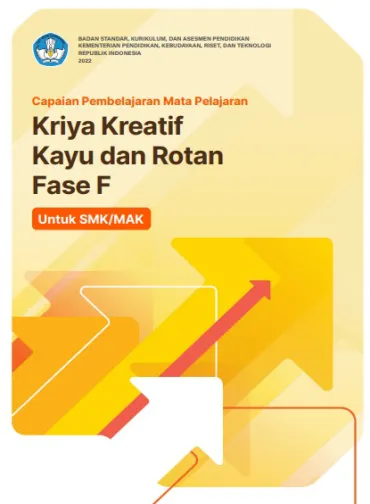 BADAN STANDAR, KURIKULUM, DAN ASESMEN PENDIDIKAN
KEMENTERIAN PENDIDIKAN, KEBUDAYAAN, RISET, DAN TEKNOLOGI
REPUBLIK INDONESIA
2022
Capaian Pembelajaran Mata Pelajaran
Kriya Kreatif
Kayu dan Rotan
Fase F
Untuk SMK/MAK